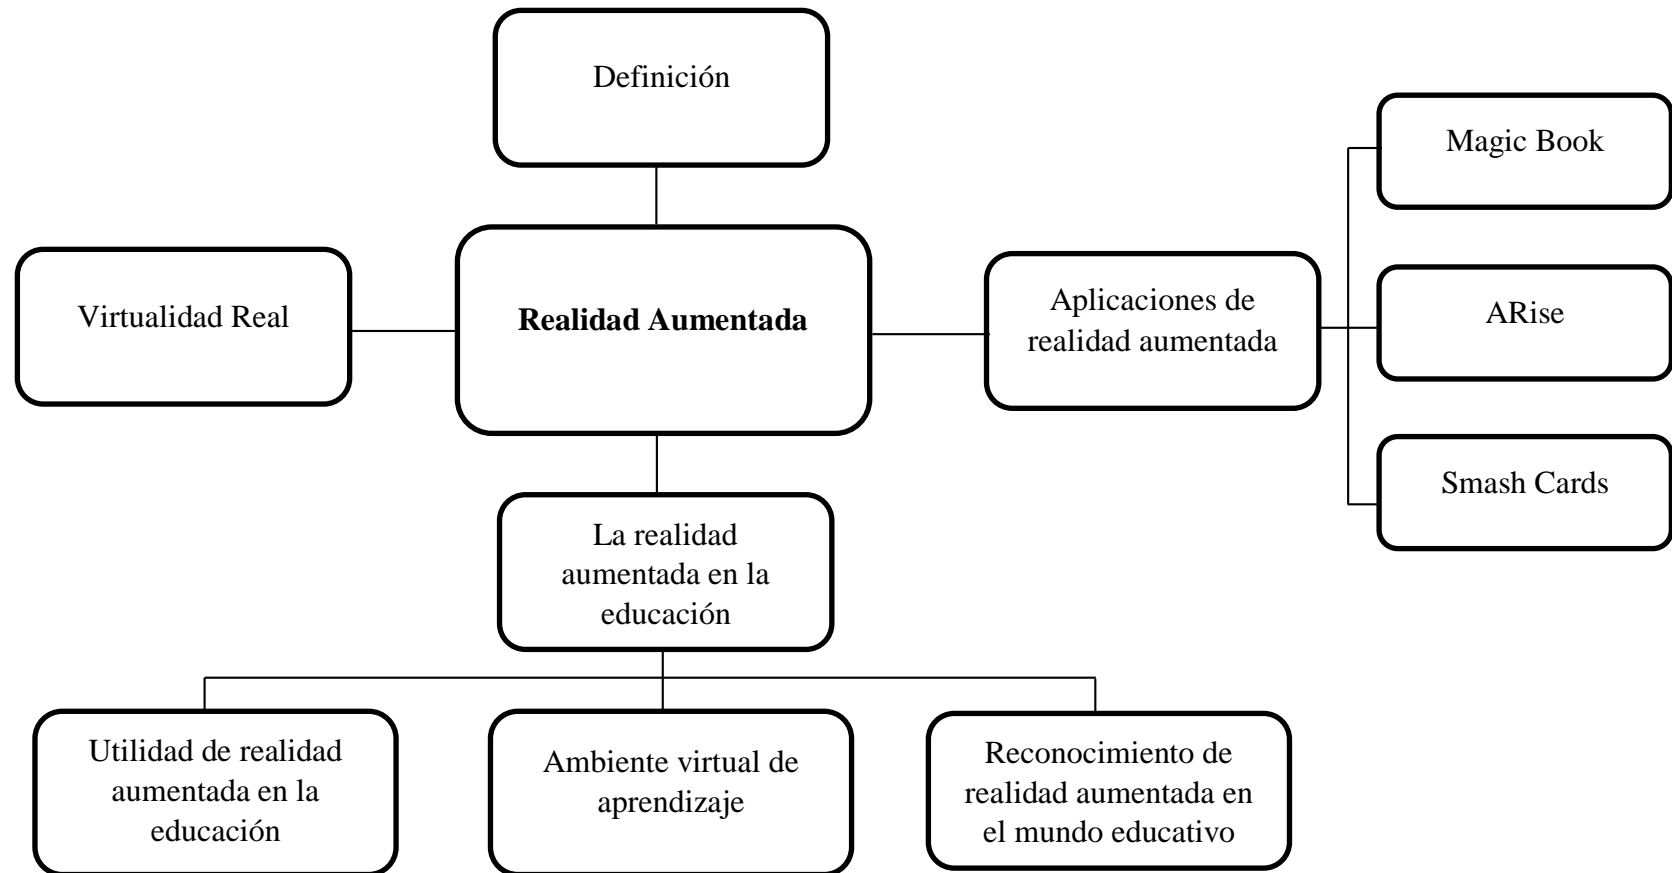 Definición
Magic Book
Virtualidad Real
Realidad Aumentada
Aplicaciones de
realidad aumentada
ARise
Smash Cards
La realidad
aumentada en la
educación
Utilidad de realidad
aumentada en la
educación
Ambiente virtual de
aprendizaje
Reconocimiento de
realidad aumentada en
el mundo educativo